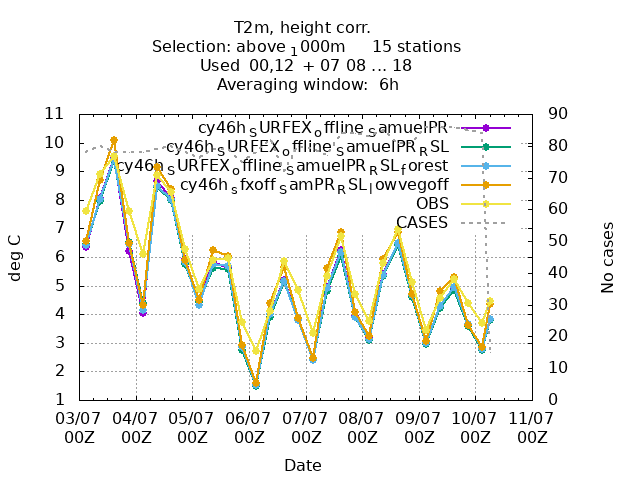 T2m, height corr.
Selection: above 1000m 15 stations
Used 00,12 + 07 08 ... 18
Averaging window: 6h
11 90
cy46h_SURFEX_offline_samuelPR
10 80
cy46h_SURFEX_offline_samuelPR_RSL
9 cy46h_SURFEX_offline_samuelPR_RSL_forest 70
cy46h_sfxoff_samPR_RSL_lowvegoff
8 OBS 60
7 CASES
6 50
5 40
4 30
3 20
2 10
1 0
deg C
No cases
03/07 04/07 05/07 06/07 07/07 08/07 09/07 10/07 11/07
00Z 00Z 00Z 00Z 00Z 00Z 00Z 00Z 00Z
Date